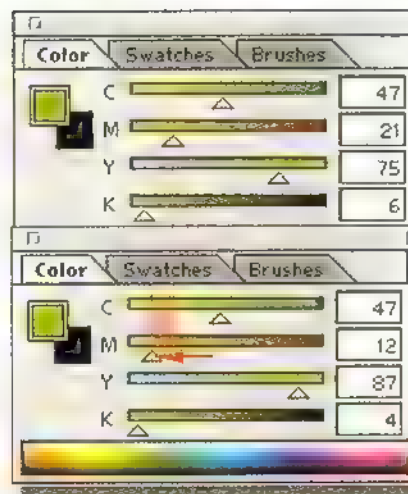 Color Swatches Brushes
C 47
M 21
Y 75
K 6
Color Swatches Brushes
C 47
M 12
Y 87
K 4